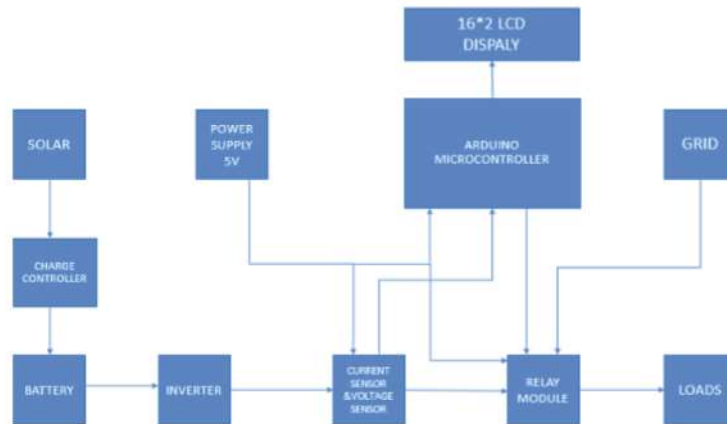 16*2 LCD
DISPALY
SOLAR
POWER
SUPPLY
5V
ARDUINO
MICROCONTROLLER
GRID
CHARGE
CONTROLLER
BATTERY
INVERTER
CURRENT
SENSOR
&VOLTAGE
SENSOR
RELAY
MODULE
LOADS